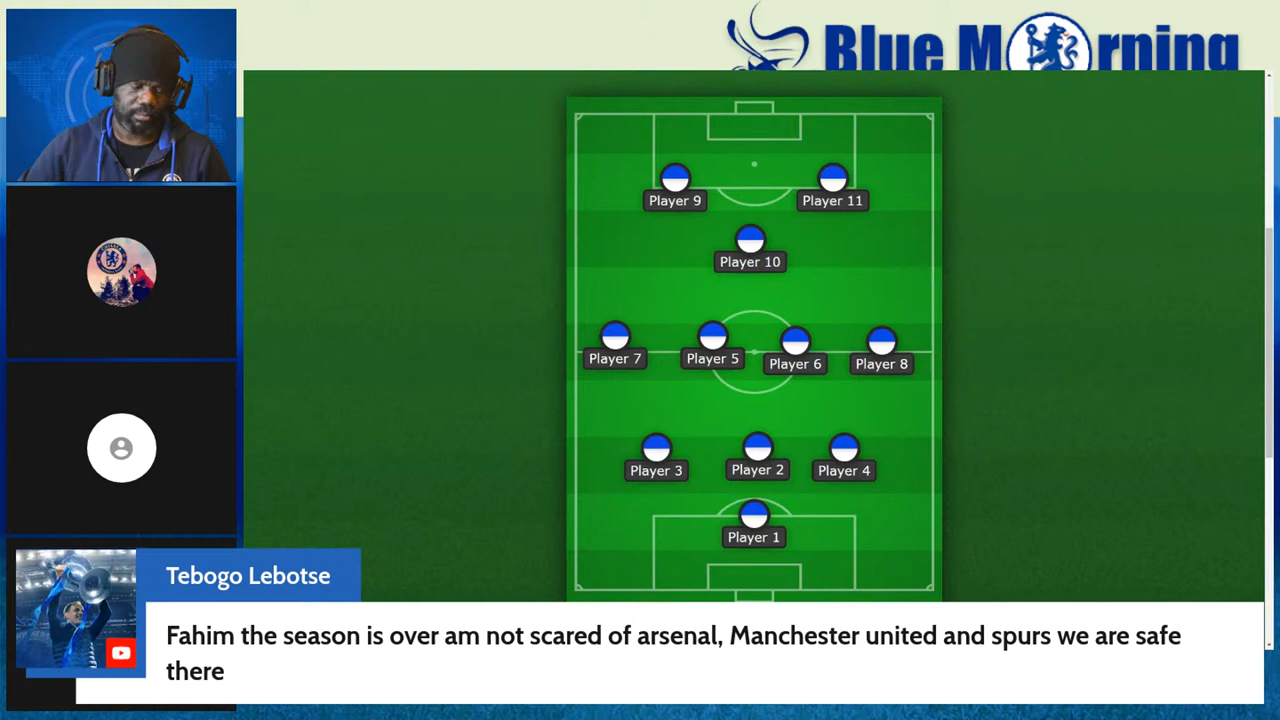 Blue Morning
Player 9
Player 11
Player 10
Player 7
Player 5
Player 6
Player 8
Player 3
Player 2
Player 4
Player 1
Tebogo Lebotse
Fahim the season is over am not scared of arsenal, Manchester united and spurs we are safe
there